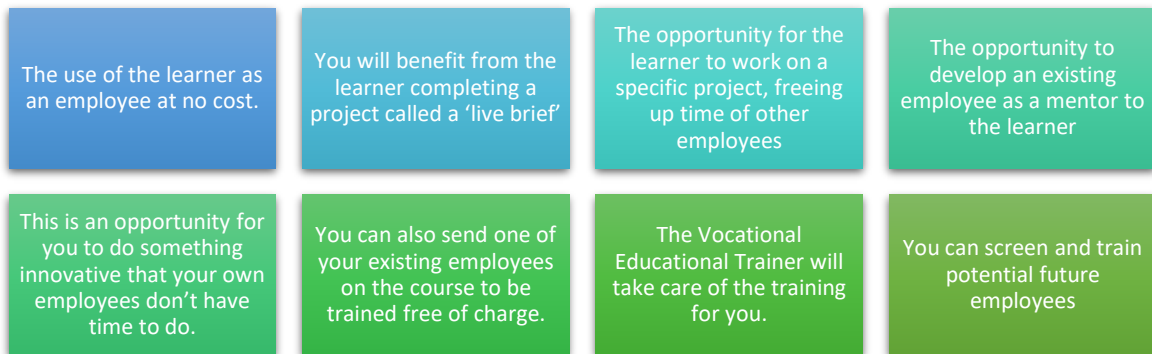 The use of the learner as
an employee at no cost.
You will benefit from the
learner completing a
project called a ‘live brief’
The opportunity for the
learner to work on a
specific project, freeing
up time of other
employees
The opportunity to
develop an existing
employee as a mentor to
the learner
This is an opportunity for
you to do something
innovative that your own
employees don’t have
time to do.
You can also send one of
your existing employees
on the course to be
trained free of charge.
The Vocational
Educational Trainer will
take care of the training
for you.
You can screen and train
potential future
employees